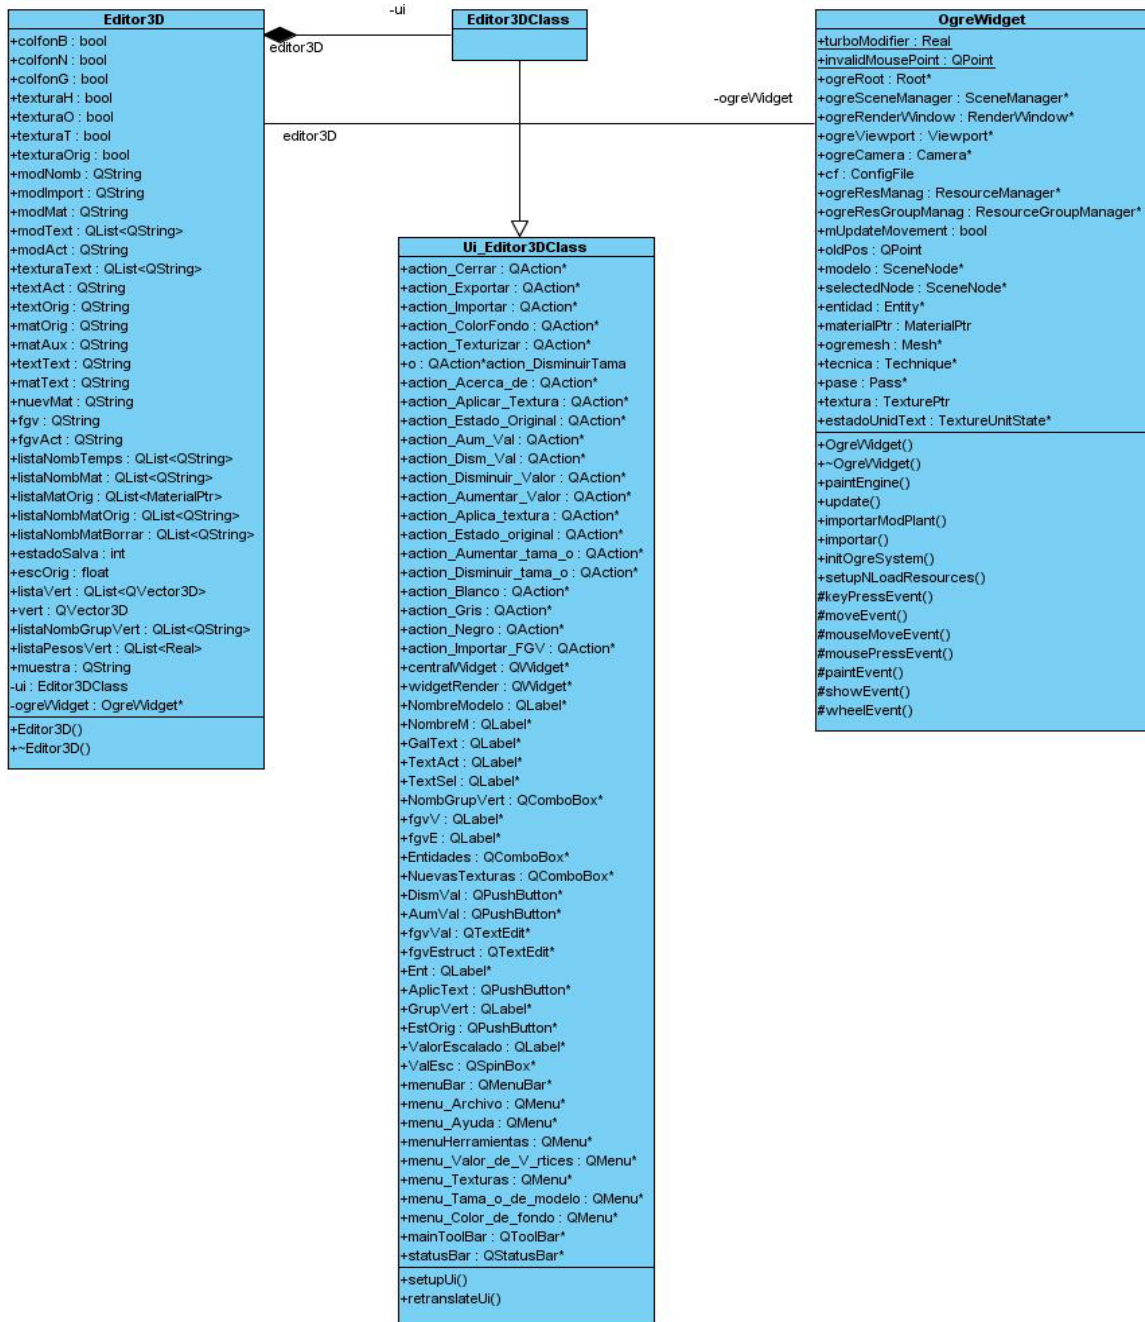 Editor3D
+colfonB : bool
+colfonN : bool
+colfonG : bool
+texturaH : bool
+texturaO : bool
+texturaT : bool
+texturaOrig : bool
+modNomb : QString
+modImport : QString
+modMat : QString
+modText : QList<QString>
+modAct : QString
+texturaText : QList<QString>
+textAct : QString
+textOrig : QString
+matOrig : QString
+matAux : QString
+textText : QString
+matText : QString
+nuevMat : QString
+fgv : QString
+fgvAct : QString
+listaNombTemps : QList<QString>
+listaNombMat : QList<QString>
+listaMatOrig : QList<MaterialPtr>
+listaNombMatOrig : QList<QString>
+listaNombMatBorrar : QList<QString>
+estadoSalva : int
+escOrig : float
+listaVert : QList<QVector3D>
+vert : QVector3D
+listaNombGrupVert : QList<QString>
+listaPesosVert : QList<Real>
+muestra : QString
-ui : Editor3DClass
-ogreWidget : OgreWidget*
+Editor3D()
+~Editor3D()
-ui
editor3D
Editor3DClass
-ogreWidget
editor3D
Ui_Editor3DClass
+action_Cerrar : QAction*
+action_Exportar : QAction*
+action_Importar : QAction*
+action_ColorFondo : QAction*
+action_Texturizar : QAction*
+o : QAction*action_DisminuirTama
+action_Acerca_de : QAction*
+action_Aplicar_Textura : QAction*
+action_Estado_Original : QAction*
+action_Aum_Val : QAction*
+action_Dism_Val : QAction*
+action_Disminuir_Valor : QAction*
+action_Aumentar_Valor : QAction*
+action_Aplica_textura : QAction*
+action_Estado_original : QAction*
+action_Aumentar_tama_o : QAction*
+action_Disminuir_tama_o : QAction*
+action_Blanco : QAction*
+action_Gris : QAction*
+action_Negro : QAction*
+action_Importar_FGV : QAction*
+centralWidget : QWidget*
+widgetRender : QWidget*
+NombreModelo : QLabel*
+NombreM : QLabel*
+GalText : QLabel*
+TextAct : QLabel*
+TextSel : QLabel*
+NombGrupVert : QComboBox*
+fgvV : QLabel*
+fgvE : QLabel*
+Entidades : QComboBox*
+NuevasTexturas : QComboBox*
+DismVal : QPushButton*
+AumVal : QPushButton*
+fgvVal : QTextEdit*
+fgvEstruct : QTextEdit*
+Ent : QLabel*
+AplicText : QPushButton*
+GrupVert : QLabel*
+EstOrig : QPushButton*
+ValorEscalado : QLabel*
+ValEsc : QSpinBox*
+menuBar : QMenuBar*
+menu_Archivo : QMenu*
+menu_Ayuda : QMenu*
+menuHerramientas : QMenu*
+menu_Valor_de_V_rtices : QMenu*
+menu_Texturas : QMenu*
+menu_Tama_o_de_modelo : QMenu*
+menu_Color_de_fondo : QMenu*
+mainToolBar : QToolBar*
+statusBar : QStatusBar*
+setupUi()
+retranslateUi()
OgreWidget
+turboModifier : Real
+invalidMousePoint : QPoint
+ogreRoot : Root*
+ogreSceneManager : SceneManager*
+ogreRenderWindow : RenderWindow*
+ogreViewport : Viewport*
+ogreCamera : Camera*
+cf : ConfigFile
+ogreResManag : ResourceManager*
+ogreResGroupManag : ResourceGroupManager*
+mUpdateMovement : bool
+oldPos : QPoint
+modelo : SceneNode*
+selectedNode : SceneNode*
+entidad : Entity*
+materialPtr : MaterialPtr
+ogremesh : Mesh*
+tecnica : Technique*
+pase : Pass*
+textura : TexturePtr
+estadoUnidText : TextureUnitState*
+OgreWidget()
+~OgreWidget()
+paintEngine()
+update()
+importarModPlant()
+importar()
+initOgreSystem()
+setupNLoadResources()
#keyPressEvent()
#moveEvent()
#mouseMoveEvent()
#mousePressEvent()
#paintEvent()
#showEvent()
#wheelEvent()